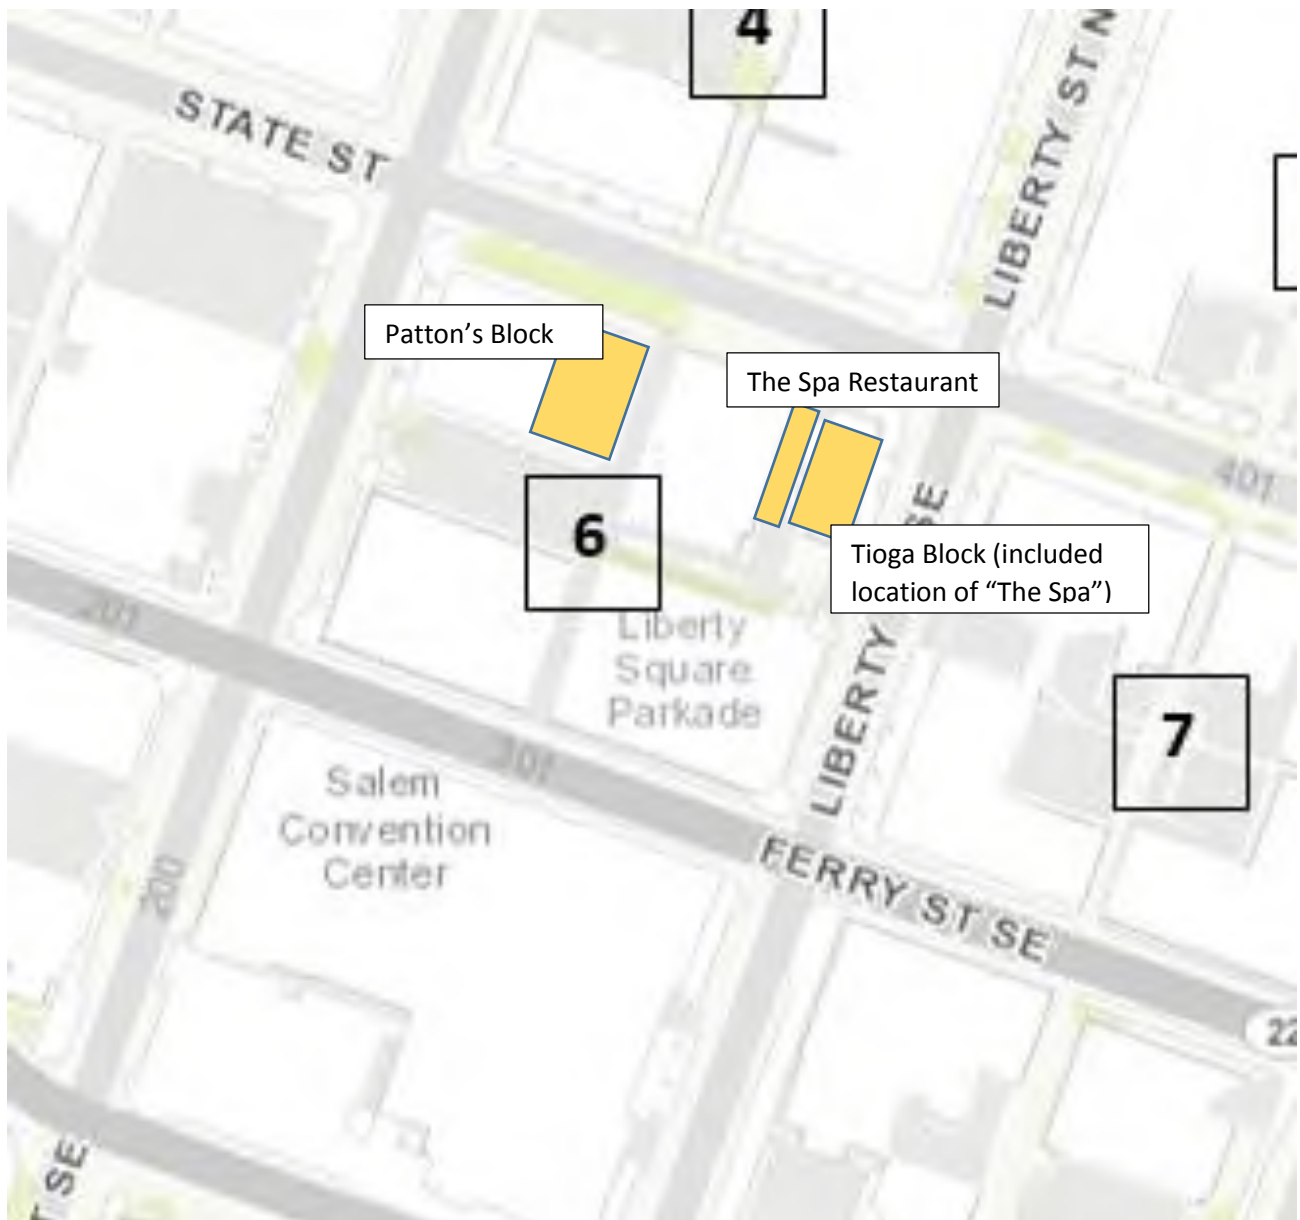 4
LIBERTY ST N
STATE ST
Patton’s Block
The Spa Restaurant
401
SE
6
Tioga Block (included
location of “The Spa”)
201
Liberty
Square
Parkade
LIBERTY
7
301
Salem
Convention
Center
FERRY ST SE
200
22
T SE